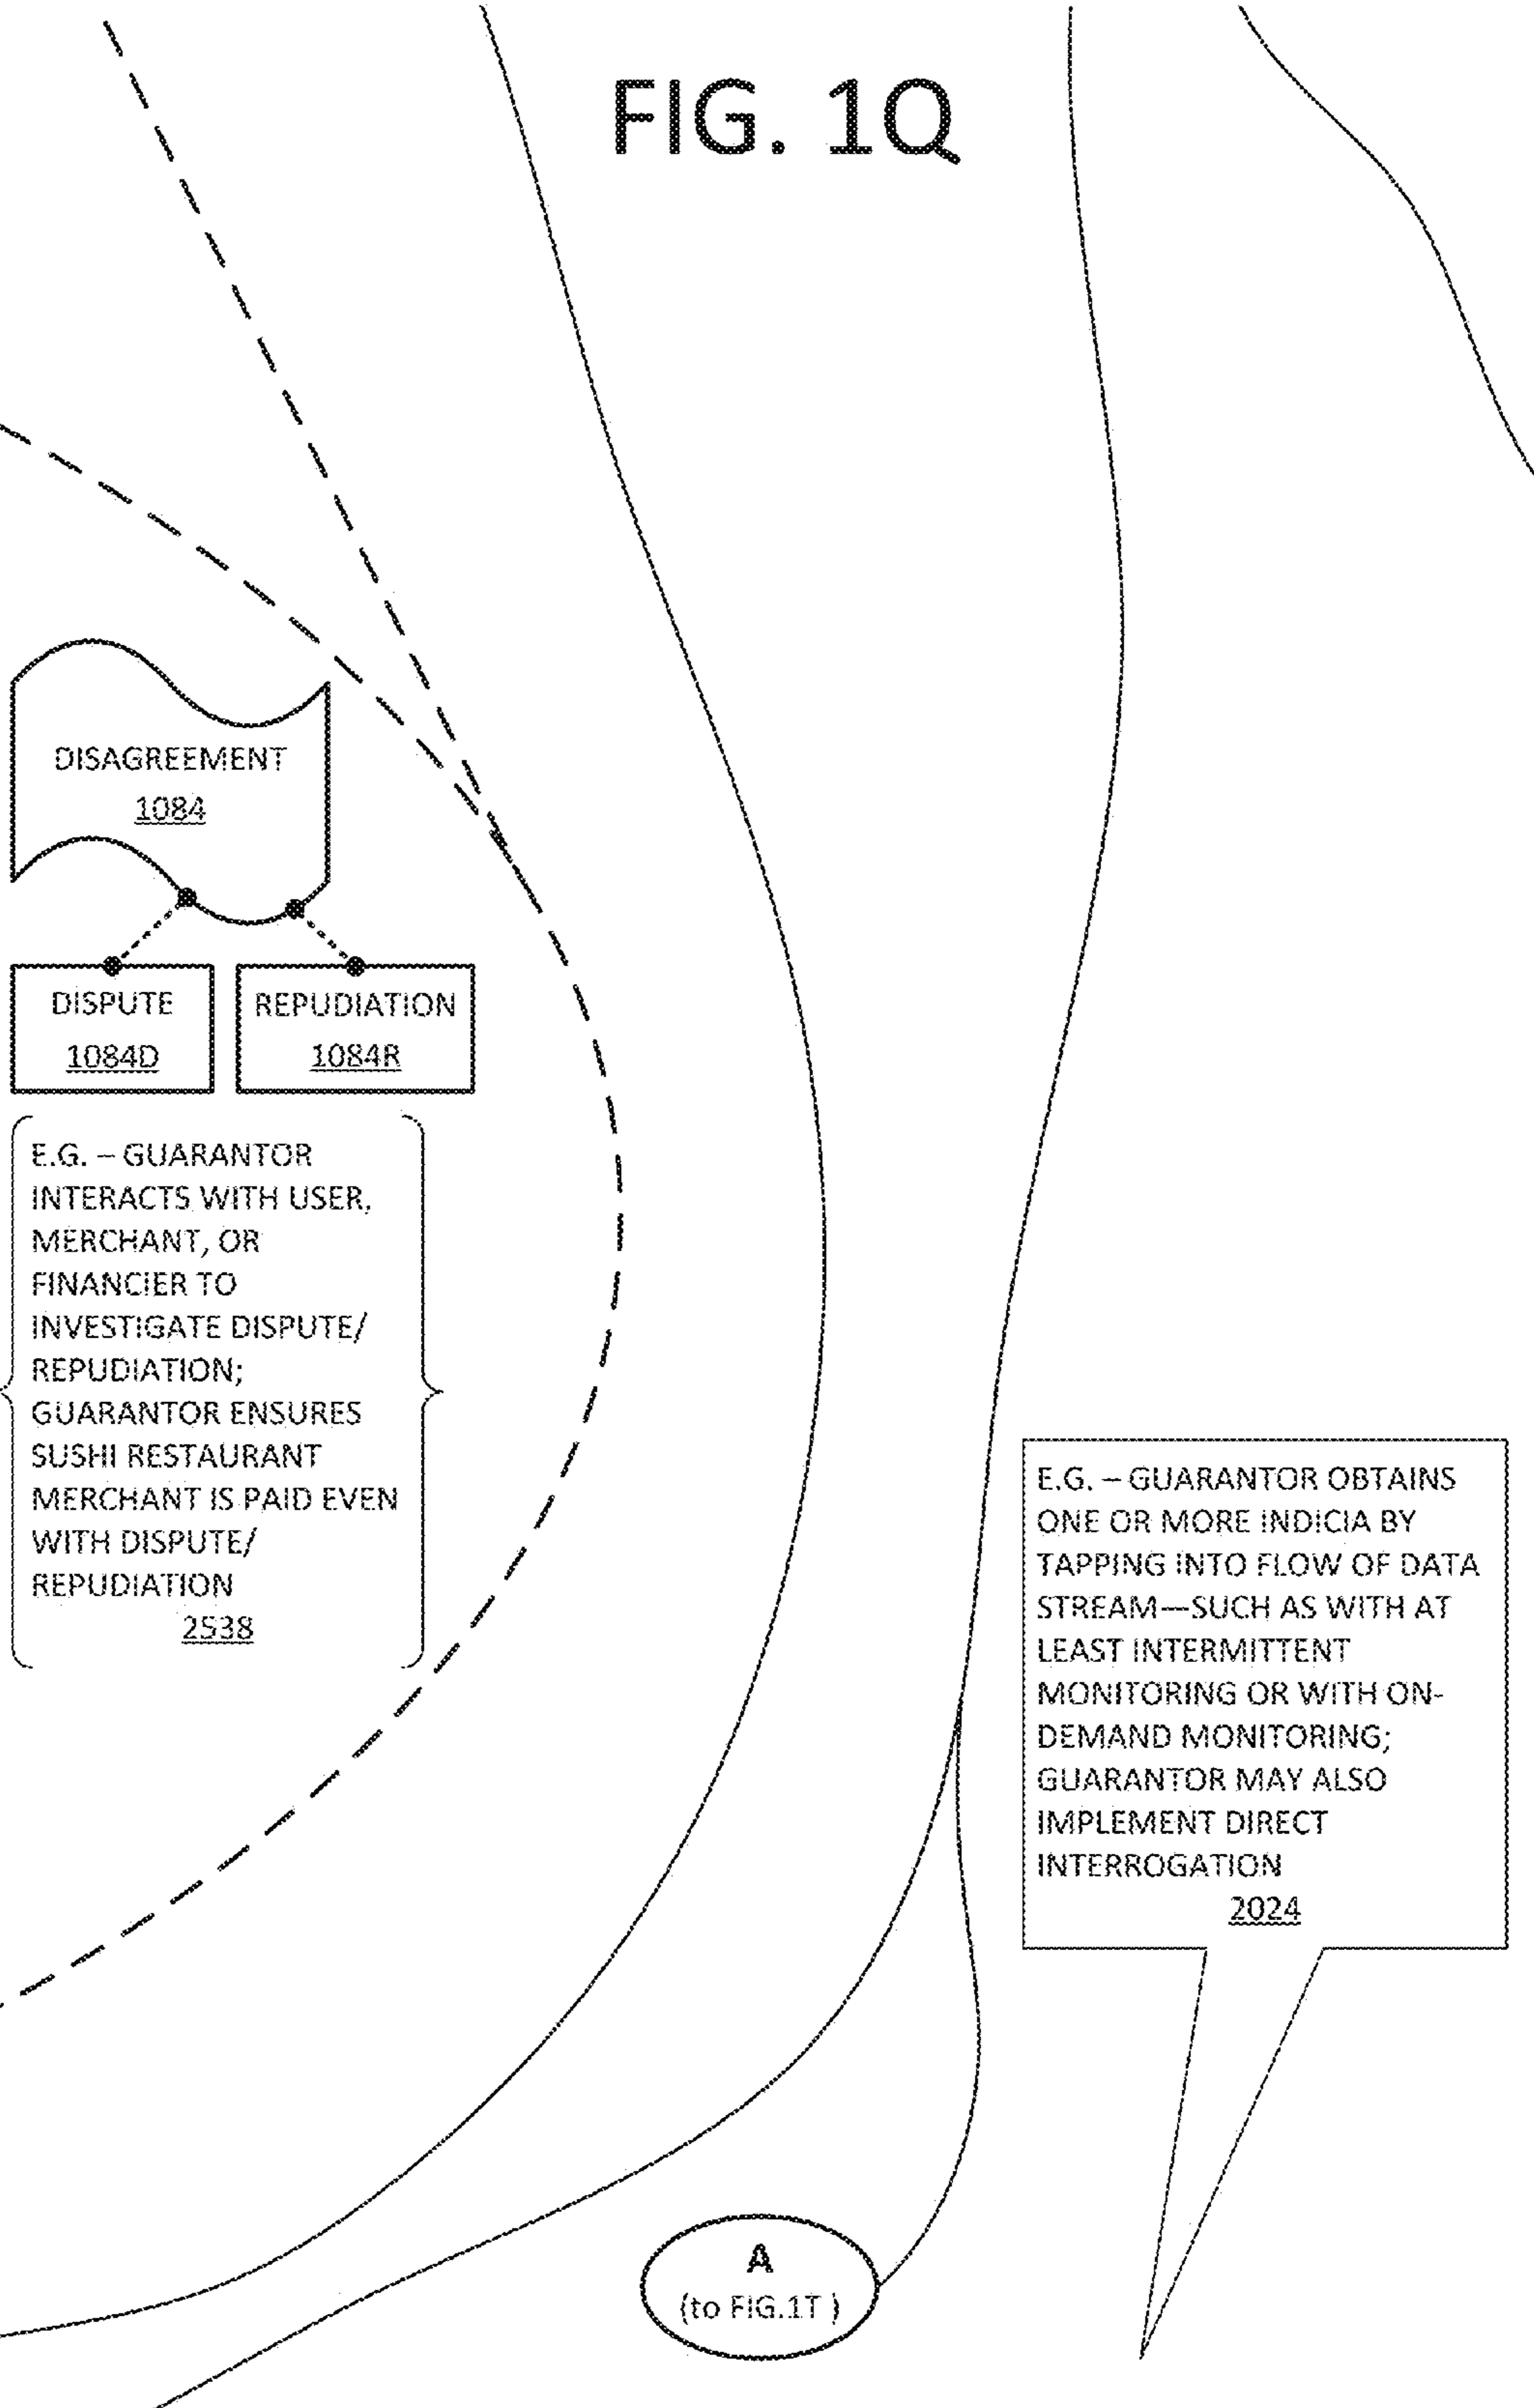 FIG. 1Q
DISAGREEMENT
1084
DISPUTE
1084D
REPUDIATION
1084R
E.G. – GUARANTOR
INTERACTS WITH USER,
MERCHANT, OR
FINANCIER TO
INVESTIGATE DISPUTE/
REPUDIATION;
GUARANTOR ENSURES
SUSHI RESTAURANT
MERCHANT IS PAID EVEN
WITH DISPUTE/
REPUDIATION
2538
E.G. – GUARANTOR OBTAINS
ONE OR MORE INDICIA BY
TAPPING INTO FLOW OF DATA
STREAM—SUCH AS WITH AT
LEAST INTERMITTENT
MONITORING OR WITH ON-
DEMAND MONITORING;
GUARANTOR MAY ALSO
IMPLEMENT DIRECT
INTERROGATION
2024
A
(to FIG.1T )